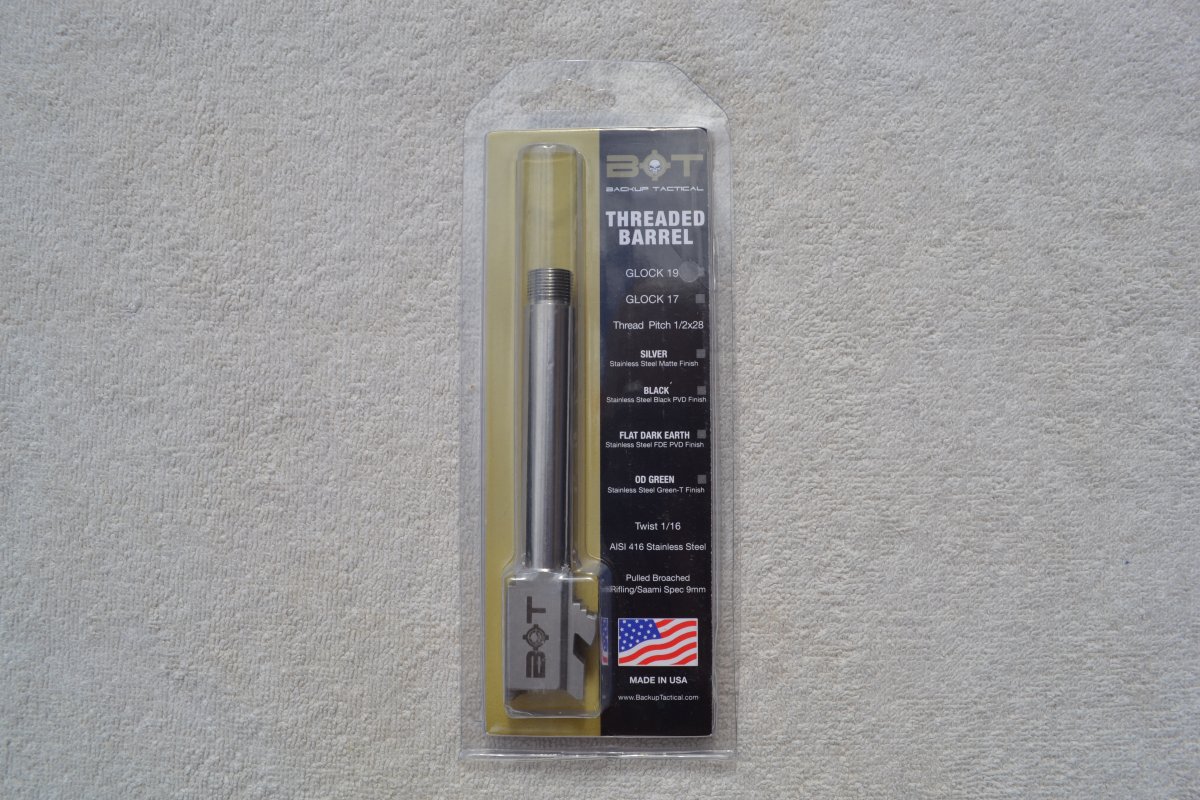 BOT
BACKUP TACTICAL
THREADED
BARREL
GLOCK 19
GLOCK 17
Thread Pitch 1/2x28
SILVER
Stainless Steel Matte Finish
BLACK
Stainless Steel Black PVD Finish
FLAT DARK EARTH
Stainless Steel FDE PVD Finish
OD GREEN
Stainless Steel Green-T Finish
Twist 1/16
AISI 416 Stainless Steel
Pulled Broached
Rifling/Saami Spec 9mm
MADE IN USA
www.BackupTactical.com
BOT